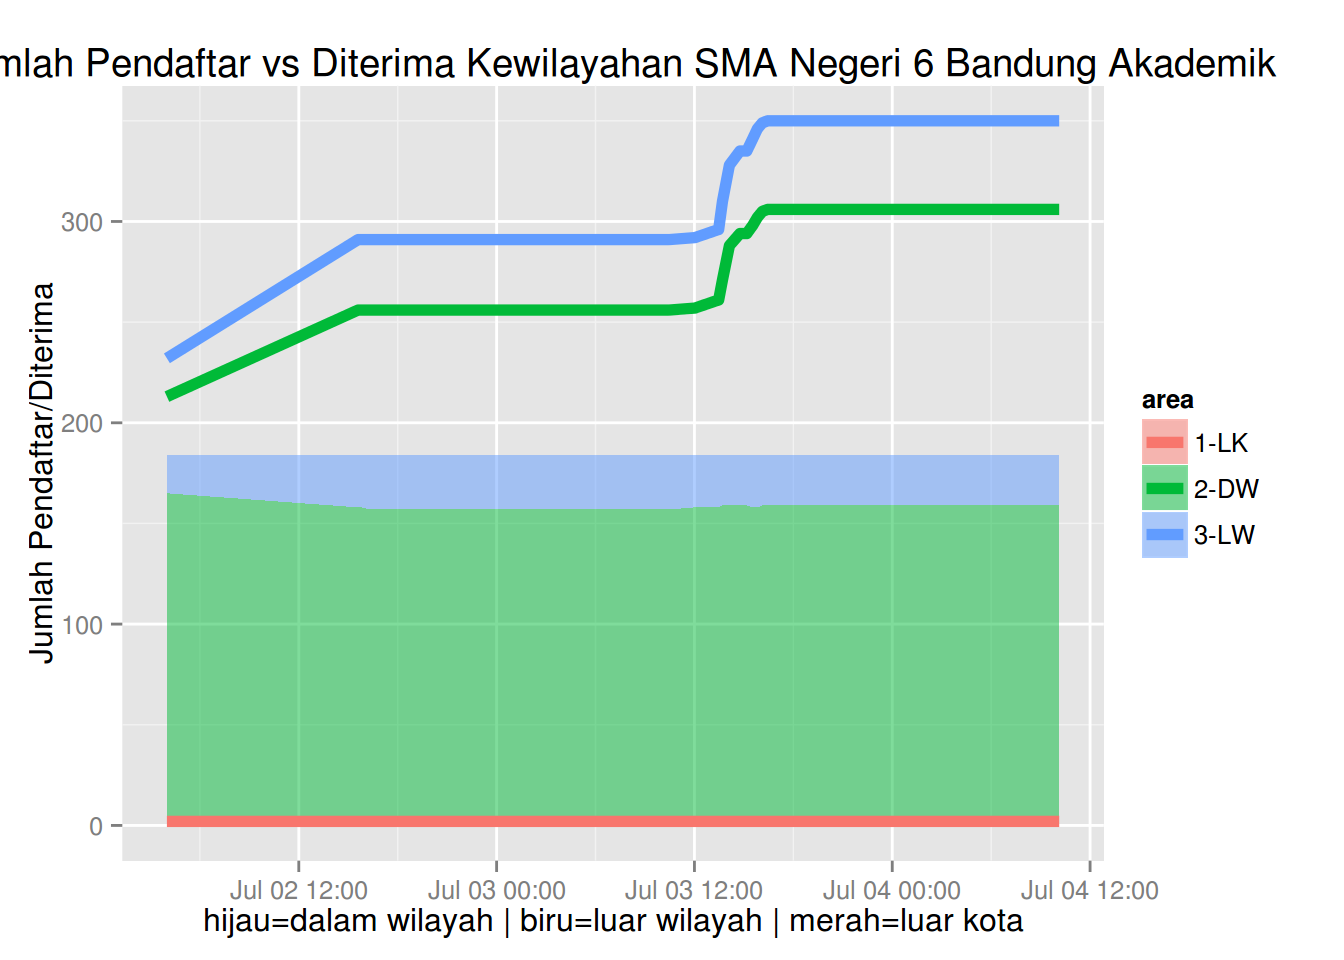 mlah Pendaftar vs Diterima Kewilayahan SMA Negeri 6 Bandung Akademik
Jumlah Pendaftar/Diterima
300
200
100
0
Jul 02 12:00
Jul 03 00:00
Jul 03 12:00
Jul 04 00:00
Jul 04 12:00
hijau=dalam wilayah | biru=luar wilayah | merah=luar kota
area
1-LK
2-DW
3-LW